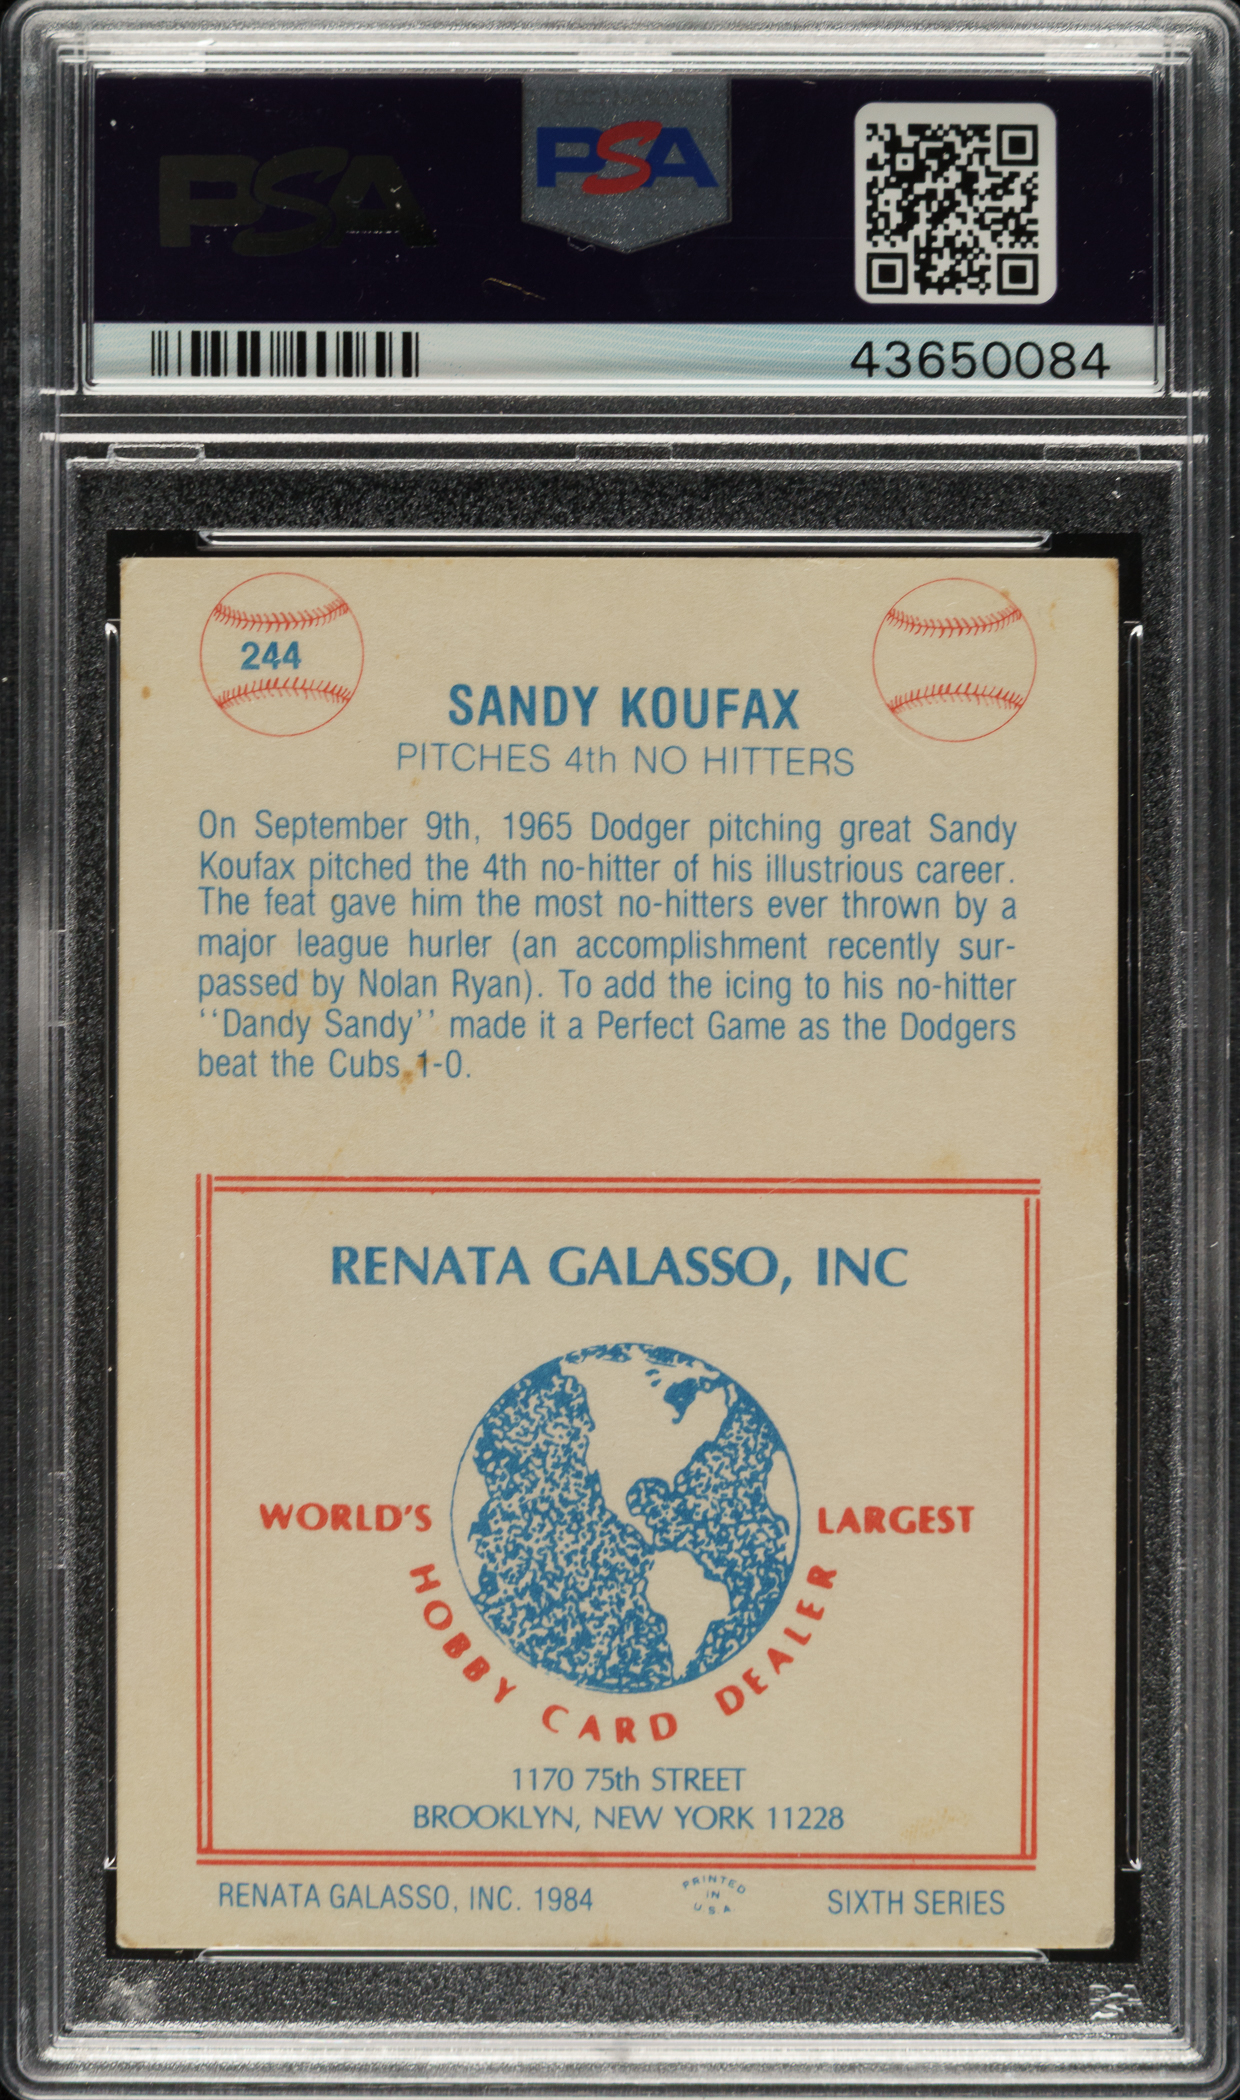 PSA
PSA
43650084
244
SANDY KOUFAX
PITCHES 4th NO HITTERS
On September 9th, 1965 Dodger pitching great Sandy
Koufax pitched the 4th no-hitter of his illustrious career.
The feat gave him the most no-hitters ever thrown by a
major league hurler (an accomplishment recently sur-
passed by Nolan Ryan). To add the icing to his no-hitter
‘‘Dandy Sandy’’ made it a Perfect Game as the Dodgers
beat the Cubs 1-0.
RENATA GALASSO, INC
WORLD'S LARGEST
HOBBY CARD DEALER
1170 75th STREET
BROOKLYN, NEW YORK 11228
RENATA GALASSO, INC. 1984
PRINTED
IN
USA
SIXTH SERIES
PSA